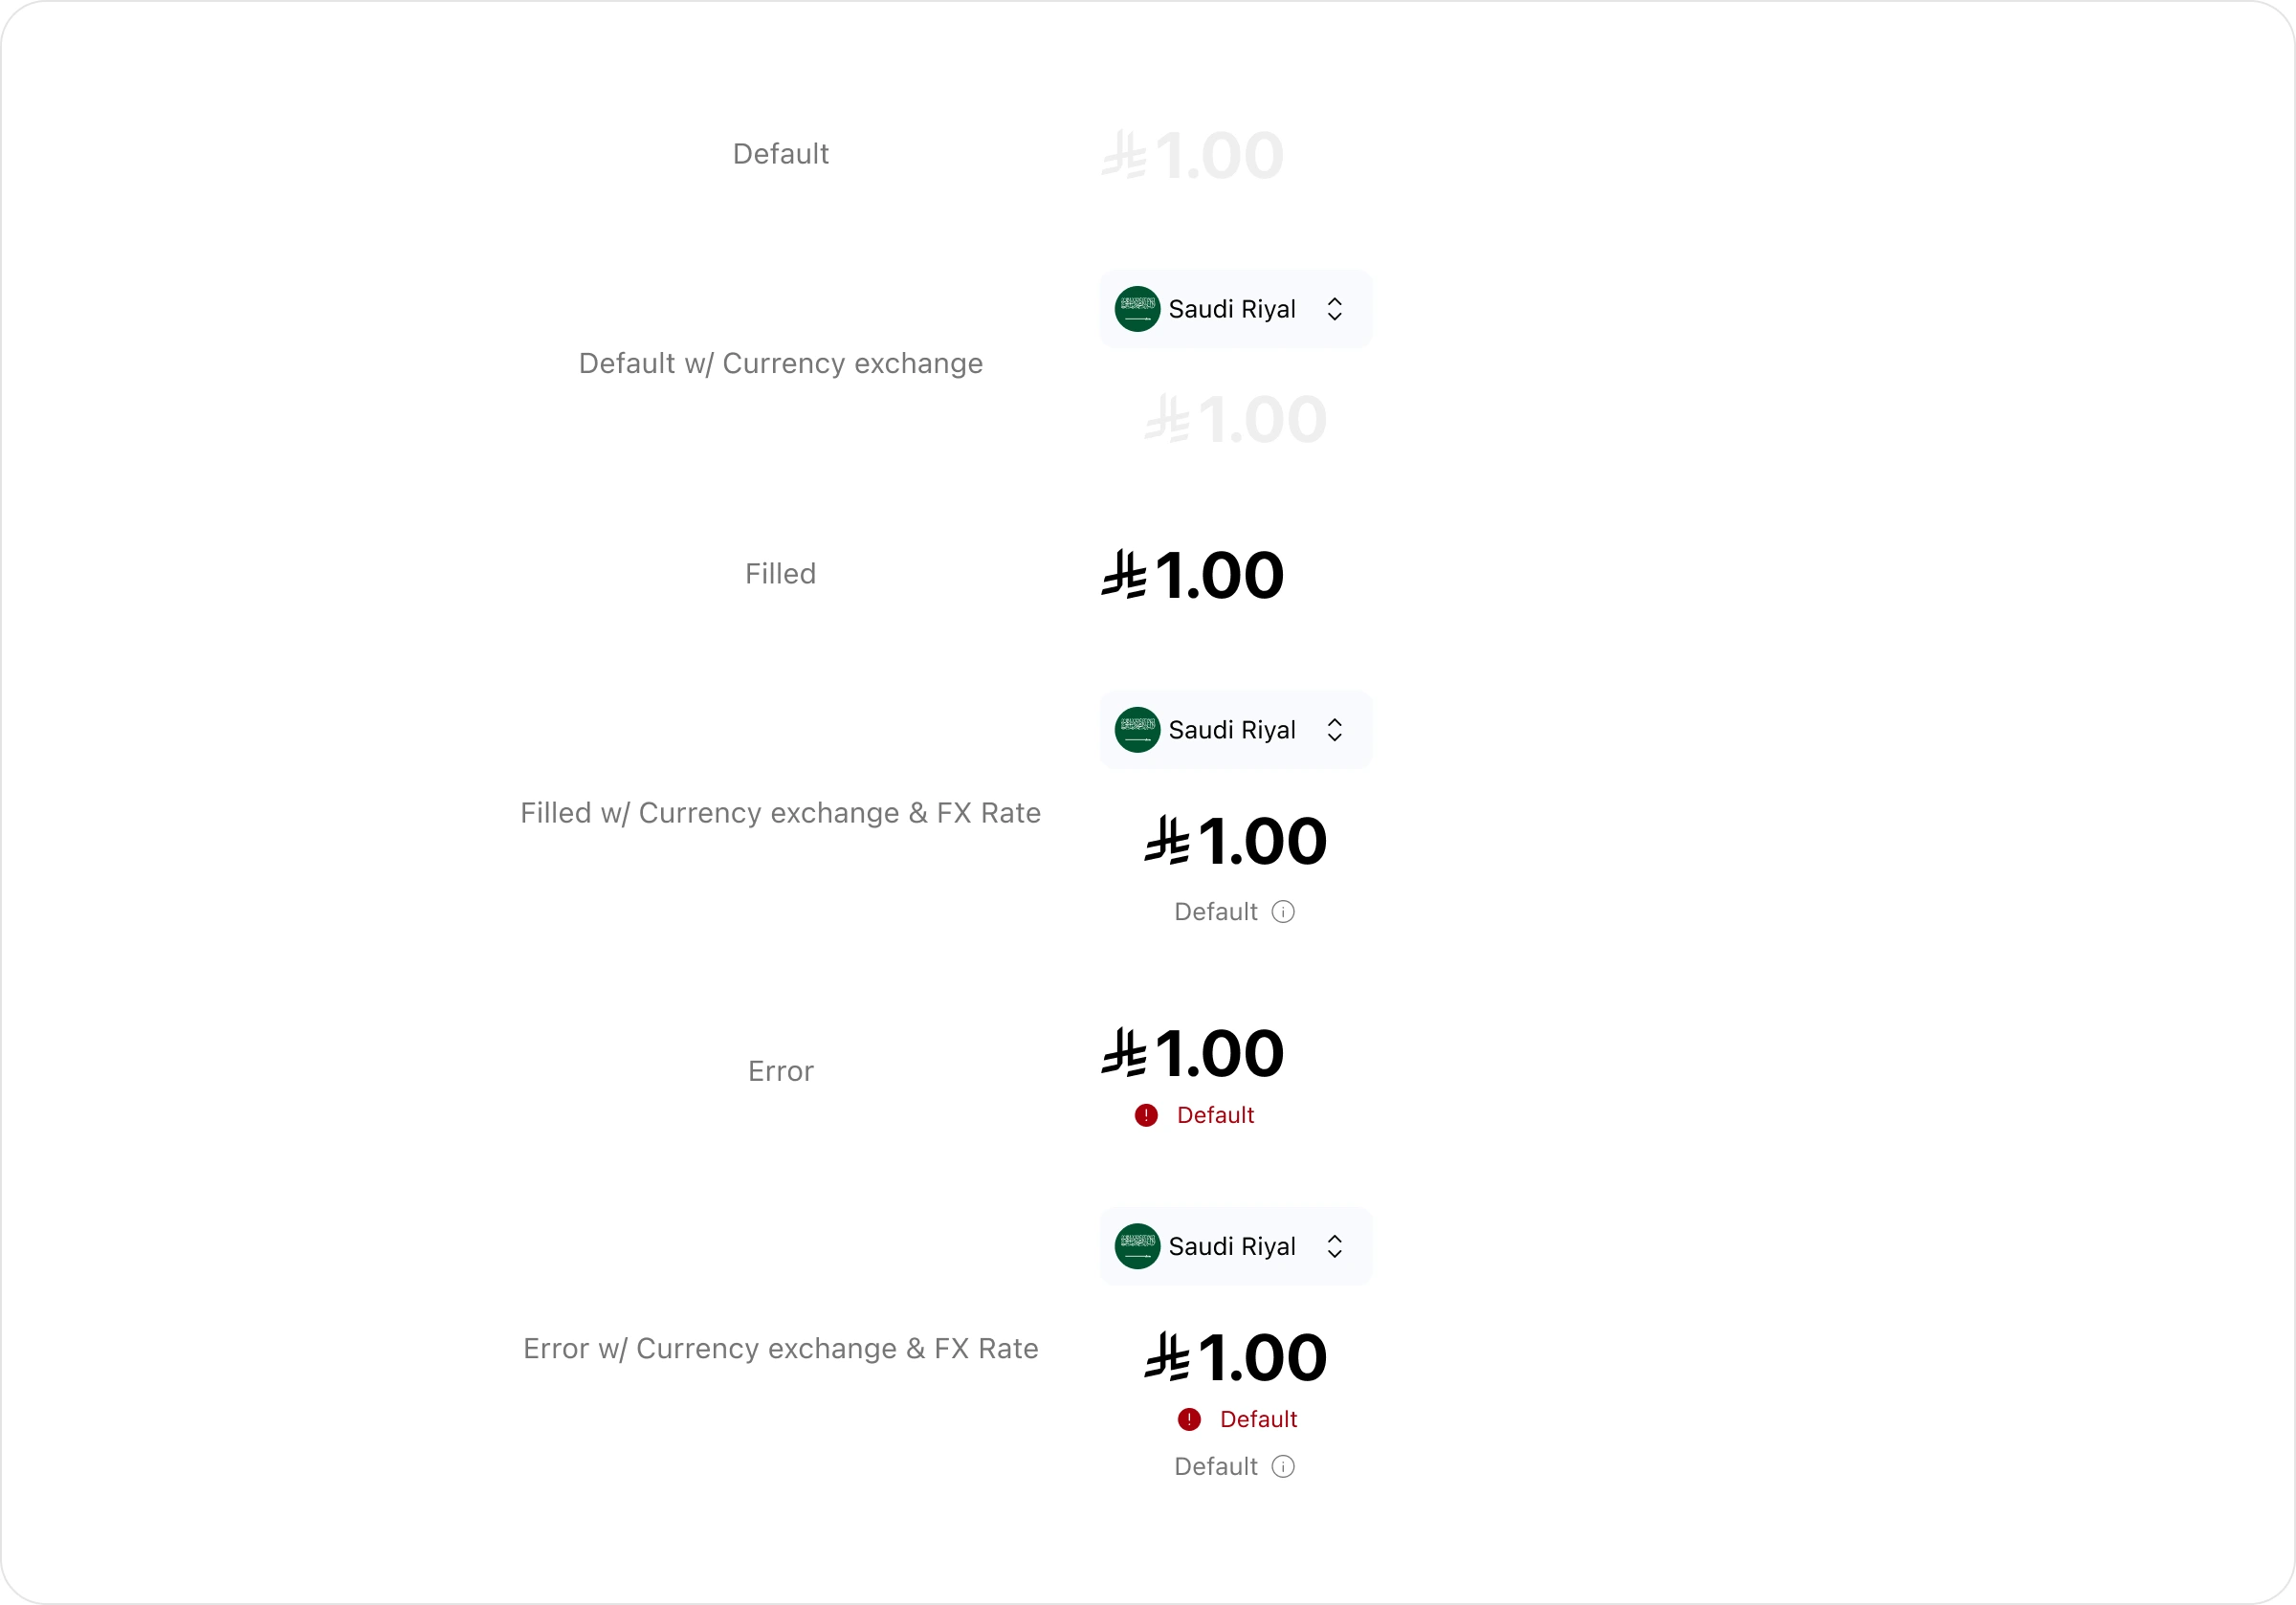 Default
⃁ 1.00
Saudi Riyal
Default w/ Currency exchange
⃁ 1.00
Filled
⃁ 1.00
Saudi Riyal
Filled w/ Currency exchange & FX Rate
⃁ 1.00
Default
Error
⃁ 1.00
Default
Saudi Riyal
Error w/ Currency exchange & FX Rate
⃁ 1.00
Default
Default